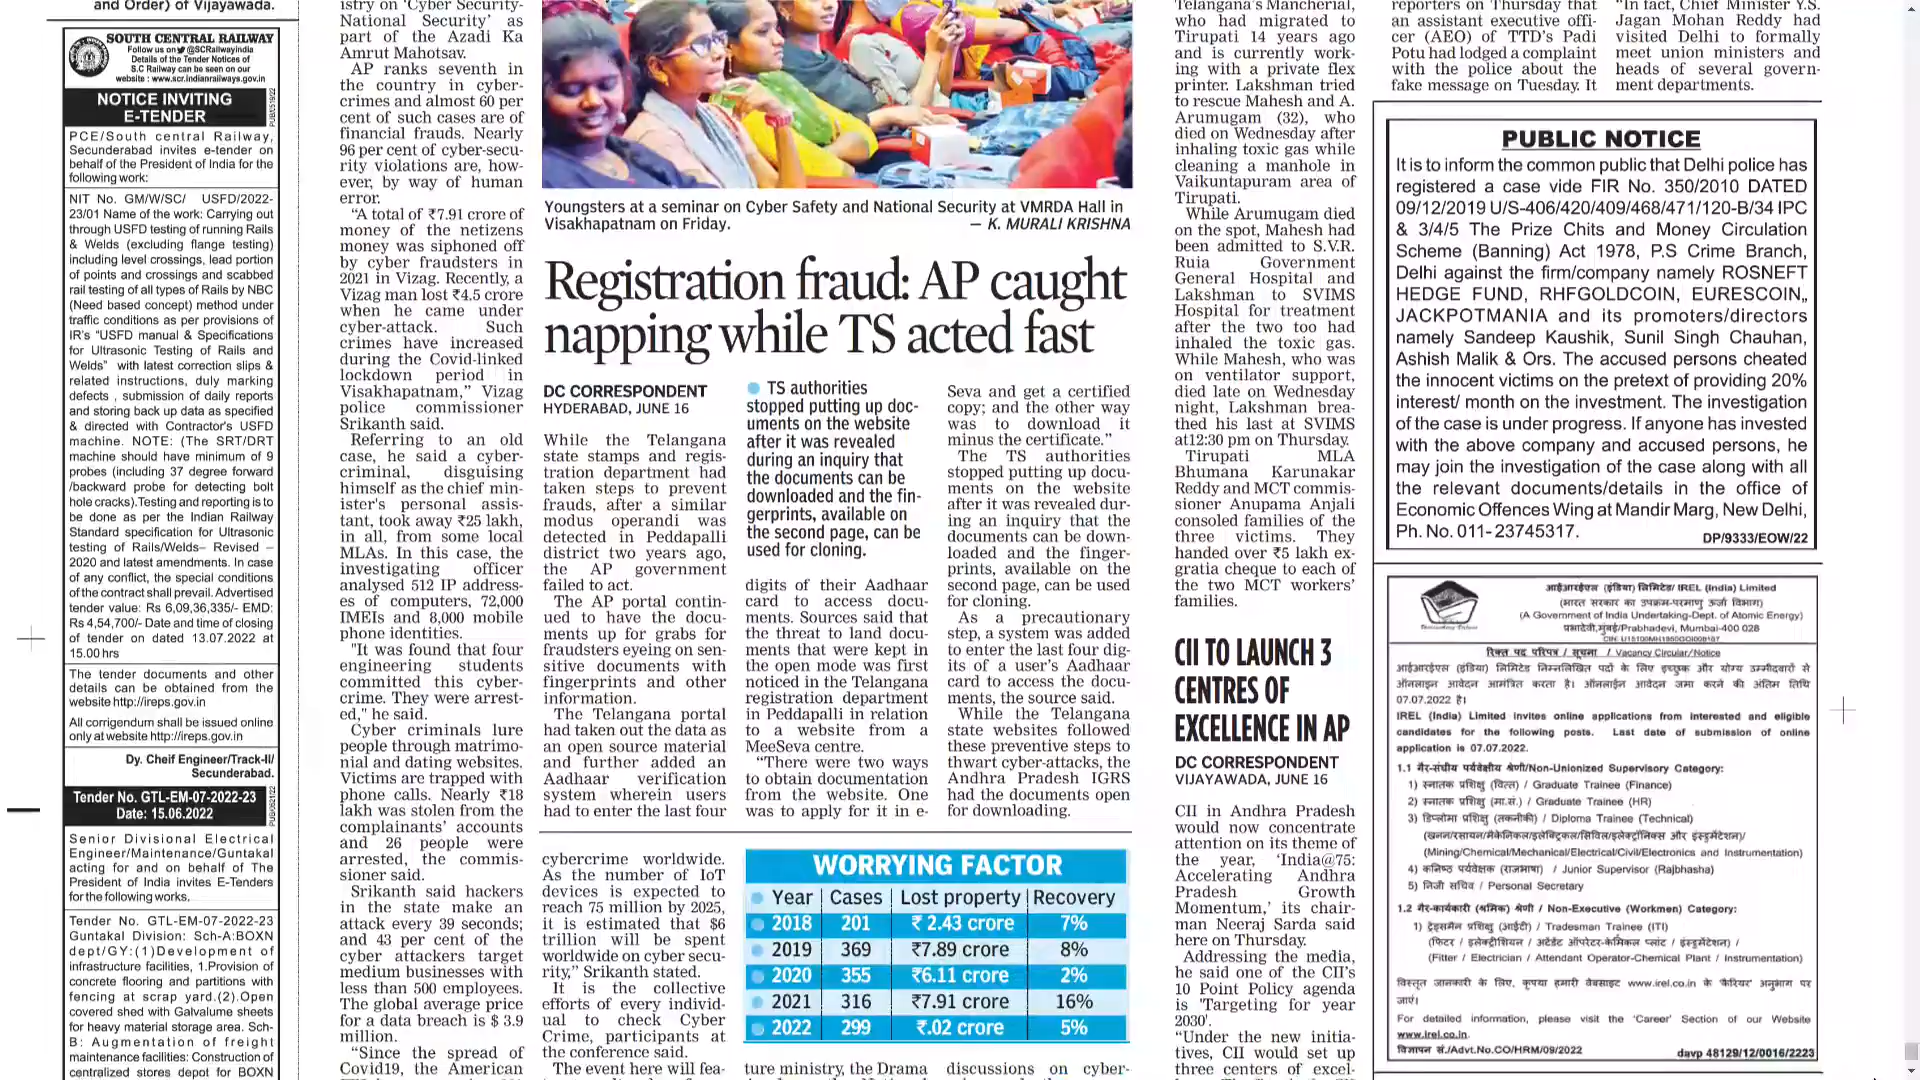 and Order) of Vijayawada.
SOUTH CENTRAL RAILWAY
Follow us on @SCRailwayindia
Details of the Tender Notices of
S.C Railway can be seen on our
website : www.scr.indianrailways.gov.in
NOTICE INVITING
E-TENDER
PCE/South central Railway,
Secunderabad invites e-tender on
behalf of the President of India for the
following work:
NIT No. GM/W/SC/ USFD/2022-
23/01 Name of the work: Carrying out
through USFD testing of running Rails
& Welds (excluding flange testing)
including level crossings, lead portion
of points and crossings and scabbed
rail testing of all types of Rails by NBC
(Need based concept) method under
traffic conditions as per provisions of
IR's "USFD manual & Specifications
for Ultrasonic Testing of Rails and
Welds" with latest correction slips &
related instructions, duly marking
defects , submission of daily reports
and storing back up data as specified
& directed with Contractor's USFD
machine. NOTE: (The SRT/DRT
machine should have minimum of 9
probes (including 37 degree forward
/backward probe for detecting bolt
hole cracks).Testing and reporting is to
be done as per the Indian Railway
Standard specification for Ultrasonic
testing of Rails/Welds– Revised –
2020 and latest amendments. In case
of any conflict, the special conditions
of the contract shall prevail. Advertised
tender value: Rs 6,09,36,335/- EMD:
Rs 4,54,700/- Date and time of closing
of tender on dated 13.07.2022 at
15.00 hrs
The tender documents and other
details can be obtained from the
website http://ireps.gov.in
All corrigendum shall be issued online
only at website http://ireps.gov.in
Dy. Cheif Engineer/Track-II/
Secunderabad.
Tender No. GTL-EM-07-2022-23
Date: 15.06.2022
Senior Divisional Electrical
Engineer/Maintenance/Guntakal
acting for and on behalf of The
President of India invites E-Tenders
for the following works.
Tender No. GTL-EM-07-2022-23
Guntakal Division: Sch-A:BOXN
dept/GY:(1)Development of
infrastructure facilities, 1.Provision of
concrete flooring and partitions with
fencing at scrap yard.(2).Open
covered shed with Galvalume sheets
for heavy material storage area. Sch-
B: Augmentation of freight
maintenance facilities: Construction of
centralized stores depot for BOXN
istry on 'Cyber Security-
National Security' as
part of the Azadi Ka
Amrut Mahotsav.
AP ranks seventh in
the country in cyber-
crimes and almost 60 per
cent of such cases are of
financial frauds. Nearly
96 per cent of cyber-secu-
rity violations are, how-
ever, by way of human
error.
"A total of ₹7.91 crore of
money of the netizens
money was siphoned off
by cyber fraudsters in
2021 in Vizag. Recently, a
Vizag man lost ₹4.5 crore
when he came under
cyber-attack. Such
crimes have increased
during the Covid-linked
lockdown period in
Visakhapatnam," Vizag
police commissioner
Srikanth said.
Referring to an old
case, he said a cyber-
criminal, disguising
himself as the chief min-
ister's personal assis-
tant, took away ₹25 lakh,
in all, from some local
MLAs. In this case, the
investigating officer
analysed 512 IP address-
es of computers, 72,000
IMEIs and 8,000 mobile
phone identities.
"It was found that four
engineering students
committed this cyber-
crime. They were arrest-
ed," he said.
Cyber criminals lure
people through matrimo-
nial and dating websites.
Victims are trapped with
phone calls. Nearly ₹18
lakh was stolen from the
complainants' accounts
and 26 people were
arrested, the commis-
sioner said.
Srikanth said hackers
in the state make an
attack every 39 seconds;
and 43 per cent of the
cyber attackers target
medium businesses with
less than 500 employees.
The global average price
for a data breach is $ 3.9
million.
"Since the spread of
Covid19, the American
Youngsters at a seminar on Cyber Safety and National Security at VMRDA Hall in
Visakhapatnam on Friday. — K. MURALI KRISHNA
Registration fraud: AP caught
napping while TS acted fast
DC CORRESPONDENT
HYDERABAD, JUNE 16
While the Telangana
state stamps and regis-
tration department had
taken steps to prevent
frauds, after a similar
modus operandi was
detected in Peddapalli
district two years ago,
the AP government
failed to act.
The AP portal contin-
ued to have the docu-
ments up for grabs for
fraudsters eyeing on sen-
sitive documents with
fingerprints and other
information.
The Telangana portal
had taken out the data as
an open source material
and further added an
Aadhaar verification
system wherein users
had to enter the last four
TS authorities
stopped putting up doc-
uments on the website
after it was revealed
during an inquiry that
the documents can be
downloaded and the fin-
gerprints, available on
the second page, can be
used for cloning.
digits of their Aadhaar
card to access docu-
ments. Sources said that
the threat to land docu-
ments that were kept in
the open mode was first
noticed in the Telangana
registration department
in Peddapalli in relation
to a website from a
MeeSeva centre.
"There were two ways
to obtain documentation
from the website. One
was to apply for it in e-
Seva and get a certified
copy; and the other way
was to download it
minus the certificate."
The TS authorities
stopped putting up docu-
ments on the website
after it was revealed dur-
ing an inquiry that the
documents can be down-
loaded and the finger-
prints, available on the
second page, can be used
for cloning.
As a precautionary
step, a system was added
to enter the last four dig-
its of a user's Aadhaar
card to access the docu-
ments, the source said.
While the Telangana
state websites followed
these preventive steps to
thwart cyber-attacks, the
Andhra Pradesh IGRS
had the documents open
for downloading.
cybercrime worldwide.
As the number of IoT
devices is expected to
reach 75 million by 2025,
it is estimated that $6
trillion will be spent
worldwide on cyber secu-
rity," Srikanth stated.
It is the collective
efforts of every individ-
ual to check Cyber
Crime, participants at
the conference said.
The event here will fea-
WORRYING FACTOR
Year Cases Lost property Recovery
2018 201 ₹ 2.43 crore 7%
2019 369 ₹7.89 crore 8%
2020 355 ₹6.11 crore 2%
2021 316 ₹7.91 crore 16%
2022 299 ₹.02 crore 5%
ture ministry, the Drama
discussions on cyber-
Telangana's Mancherial,
who had migrated to
Tirupati 14 years ago
and is currently work-
ing with a private flex
printer. Lakshman tried
to rescue Mahesh and A.
Arumugam (32), who
died on Wednesday after
inhaling toxic gas while
cleaning a manhole in
Vaikuntapuram area of
Tirupati.
While Arumugam died
on the spot, Mahesh had
been admitted to S.V.R.
Ruia Government
General Hospital and
Lakshman to SVIMS
Hospital for treatment
after the two too had
inhaled the toxic gas.
While Mahesh, who was
on ventilator support,
died late on Wednesday
night, Lakshman brea-
thed his last at SVIMS
at12:30 pm on Thursday.
Tirupati MLA
Bhumana Karunakar
Reddy and MCT commis-
sioner Anupama Anjali
consoled families of the
three victims. They
handed over ₹5 lakh ex-
gratia cheque to each of
the two MCT workers'
families.
CII TO LAUNCH 3
CENTRES OF
EXCELLENCE IN AP
DC CORRESPONDENT
VIJAYAWADA, JUNE 16
CII in Andhra Pradesh
would now concentrate
attention on its theme of
the year, 'India@75:
Accelerating Andhra
Pradesh Growth
Momentum,' its chair-
man Neeraj Sarda said
here on Thursday.
Addressing the media,
he said one of the CII's
10 Point Policy agenda
is 'Targeting for year
2030'.
"Under the new initia-
tives, CII would set up
three centres of excel-
reporters on Thursday that
an assistant executive offi-
cer (AEO) of TTD's Padi
Potu had lodged a complaint
with the police about the
fake message on Tuesday. It
"In fact, Chief Minister Y.S.
Jagan Mohan Reddy had
visited Delhi to formally
meet union ministers and
heads of several govern-
ment departments.
PUBLIC NOTICE
It is to inform the common public that Delhi police has
registered a case vide FIR No. 350/2010 DATED
09/12/2019 U/S-406/420/409/468/471/120-B/34 IPC
& 3/4/5 The Prize Chits and Money Circulation
Scheme (Banning) Act 1978, P.S Crime Branch,
Delhi against the firm/company namely ROSNEFT
HEDGE FUND, RHFGOLDCOIN, EURESCOIN,,
JACKPOTMANIA and its promoters/directors
namely Sandeep Kaushik, Sunil Singh Chauhan,
Ashish Malik & Ors. The accused persons cheated
the innocent victims on the pretext of providing 20%
interest/ month on the investment. The investigation
of the case is under progress. If anyone has invested
with the above company and accused persons, he
may join the investigation of the case along with all
the relevant documents/details in the office of
Economic Offences Wing at Mandir Marg, New Delhi,
Ph. No. 011- 23745317.
DP/9333/EOW/22
आईआरईएल (इंडिया) लिमिटेड/ IREL (India) Limited
(भारत सरकार का उपक्रम-परमाणु ऊर्जा विभाग)
(A Government of India Undertaking-Dept. of Atomic Energy)
प्रभादेवी,मुंबई/Prabhadevi, Mumbai-400 028
रिक्त पद परिपत्र / सूचना / Vacancy Circular/Notice
आईआरईएल (इंडिया) लिमिटेड निम्नलिखित पदों के लिए इच्छुक और योग्य उम्मीदवारों से
ऑनलाइन आवेदन आमंत्रित करता है। ऑनलाईन आवेदन जमा करने की अंतिम तिथि
07.07.2022 है।
IREL (India) Limited invites online applications from interested and eligible
candidates for the following posts. Last date of submission of online
application is 07.07.2022.
1.1 गैर-संघीय पर्यवेक्षीय श्रेणी/Non-Unionized Supervisory Category:
1) स्नातक प्रशिक्षु (वित्त) / Graduate Trainee (Finance)
2) स्नातक प्रशिक्षु (मा.सं.) / Graduate Trainee (HR)
3) डिप्लोमा प्रशिक्षु (तकनीकी) / Diploma Trainee (Technical)
(खनन/रसायन/मैकेनिकल/इलेक्ट्रिकल/सिविल/इलेक्ट्रॉनिक्स और इंस्ट्रूमेंटेशन)/
(Mining/Chemical/Mechanical/Electrical/Civil/Electronics and Instrumentation)
4) कनिष्ठ पर्यवेक्षक (राजभाषा) / Junior Supervisor (Rajbhasha)
5) निजी सचिव / Personal Secretary
1.2 गैर-कार्यकारी (श्रमिक) श्रेणी / Non-Executive (Workmen) Category:
1) ट्रेड्समैन प्रशिक्षु (आईटी) / Tradesman Trainee (ITI)
(फिटर / इलेक्ट्रीशियन / अटेंडेंट ऑपरेटर-केमिकल प्लांट / इंस्ट्रूमेंटेशन) /
(Fitter / Electrician / Attendant Operator-Chemical Plant / Instrumentation)
विस्तृत जानकारी के लिए, कृपया हमारी वेबसाइट www.irel.co.in के 'कैरियर' अनुभाग पर
जाएं।
For detailed information, please visit the 'Career' Section of our Website
www.irel.co.in.
विज्ञापन सं./Advt.No.CO/HRM/09/2022 davp 48129/12/0016/2223